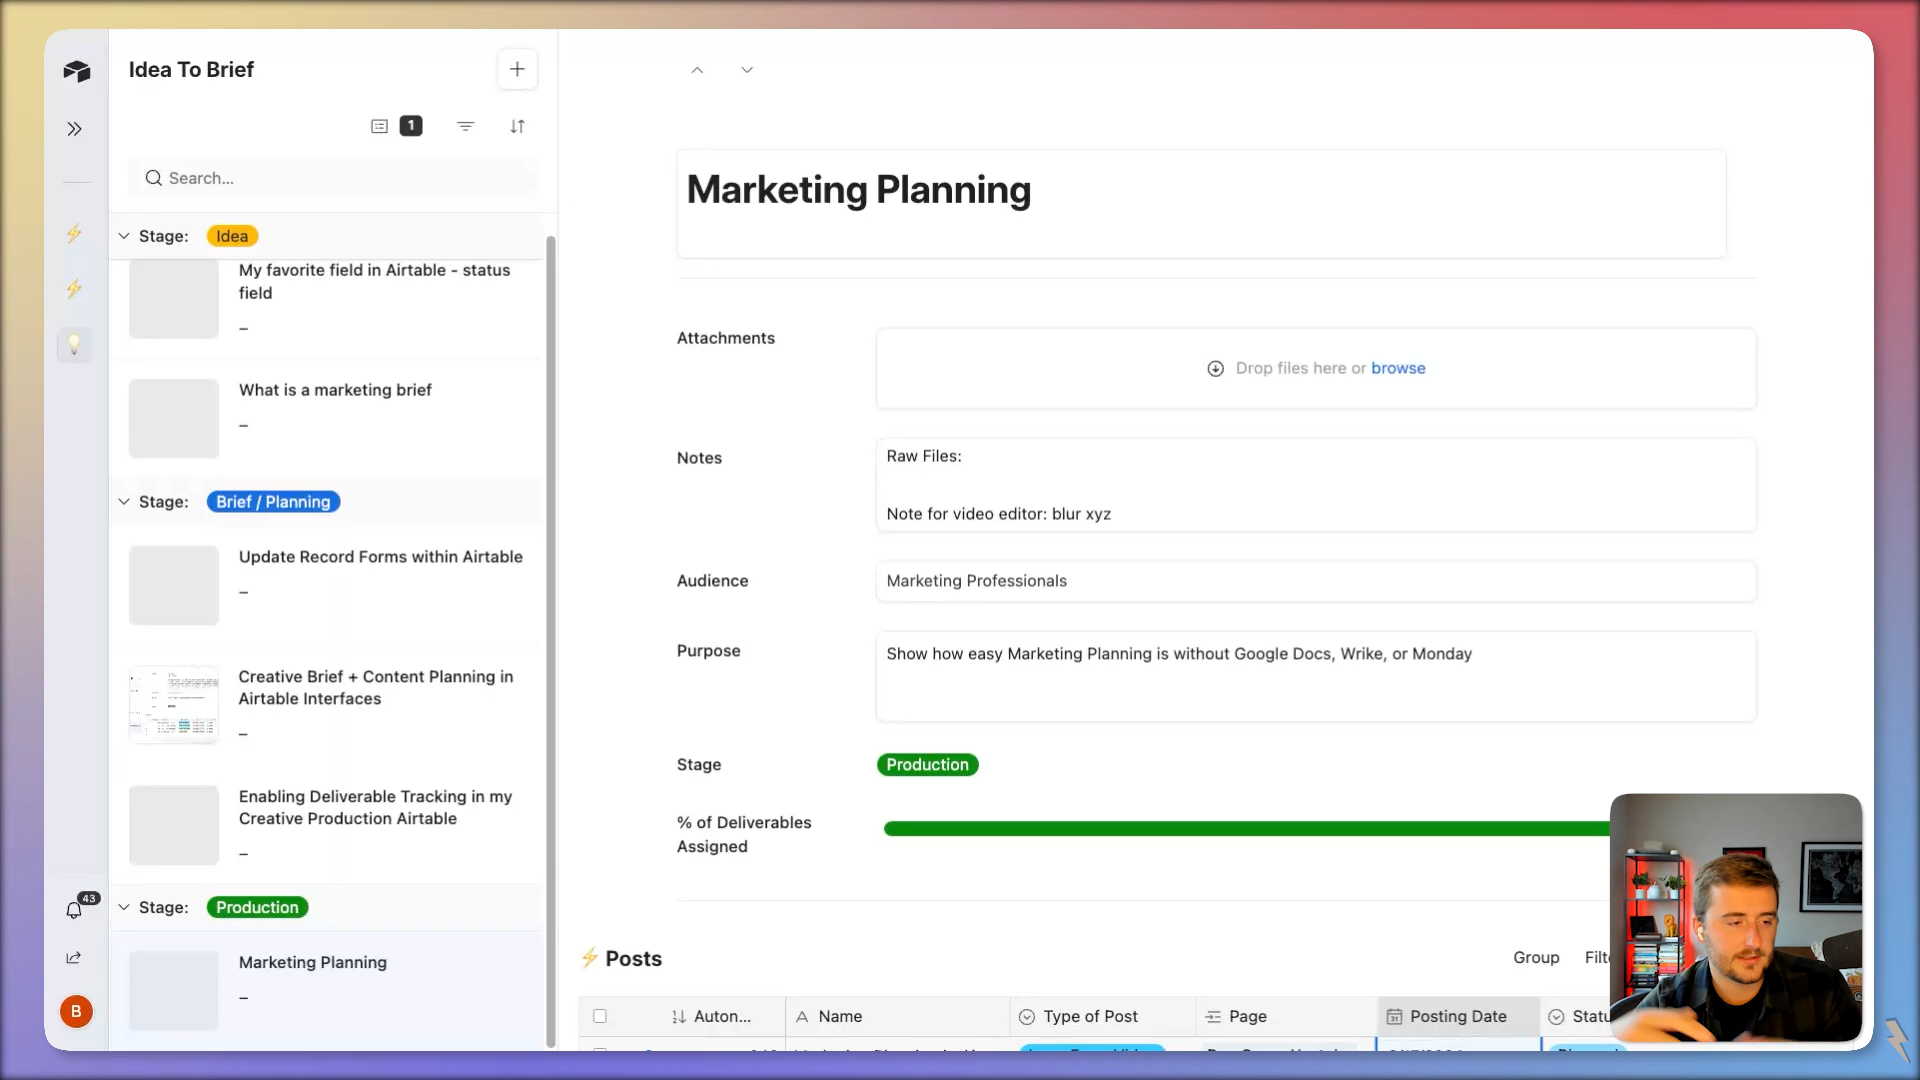 Idea To Brief
1
Search...
Stage: Idea
My favorite field in Airtable - status
field
–
What is a marketing brief
–
Stage: Brief / Planning
Update Record Forms within Airtable
–
Creative Brief + Content Planning in
Airtable Interfaces
–
Enabling Deliverable Tracking in my
Creative Production Airtable
–
Stage: Production
Marketing Planning
–
43
B
Marketing Planning
Attachments
Drop files here or browse
Notes
Raw Files:
Note for video editor: blur xyz
Audience
Marketing Professionals
Purpose
Show how easy Marketing Planning is without Google Docs, Wrike, or Monday
Stage
Production
% of Deliverables
Assigned
⚡ Posts
Group
Auton...
Name
Type of Post
Page
Posting Date